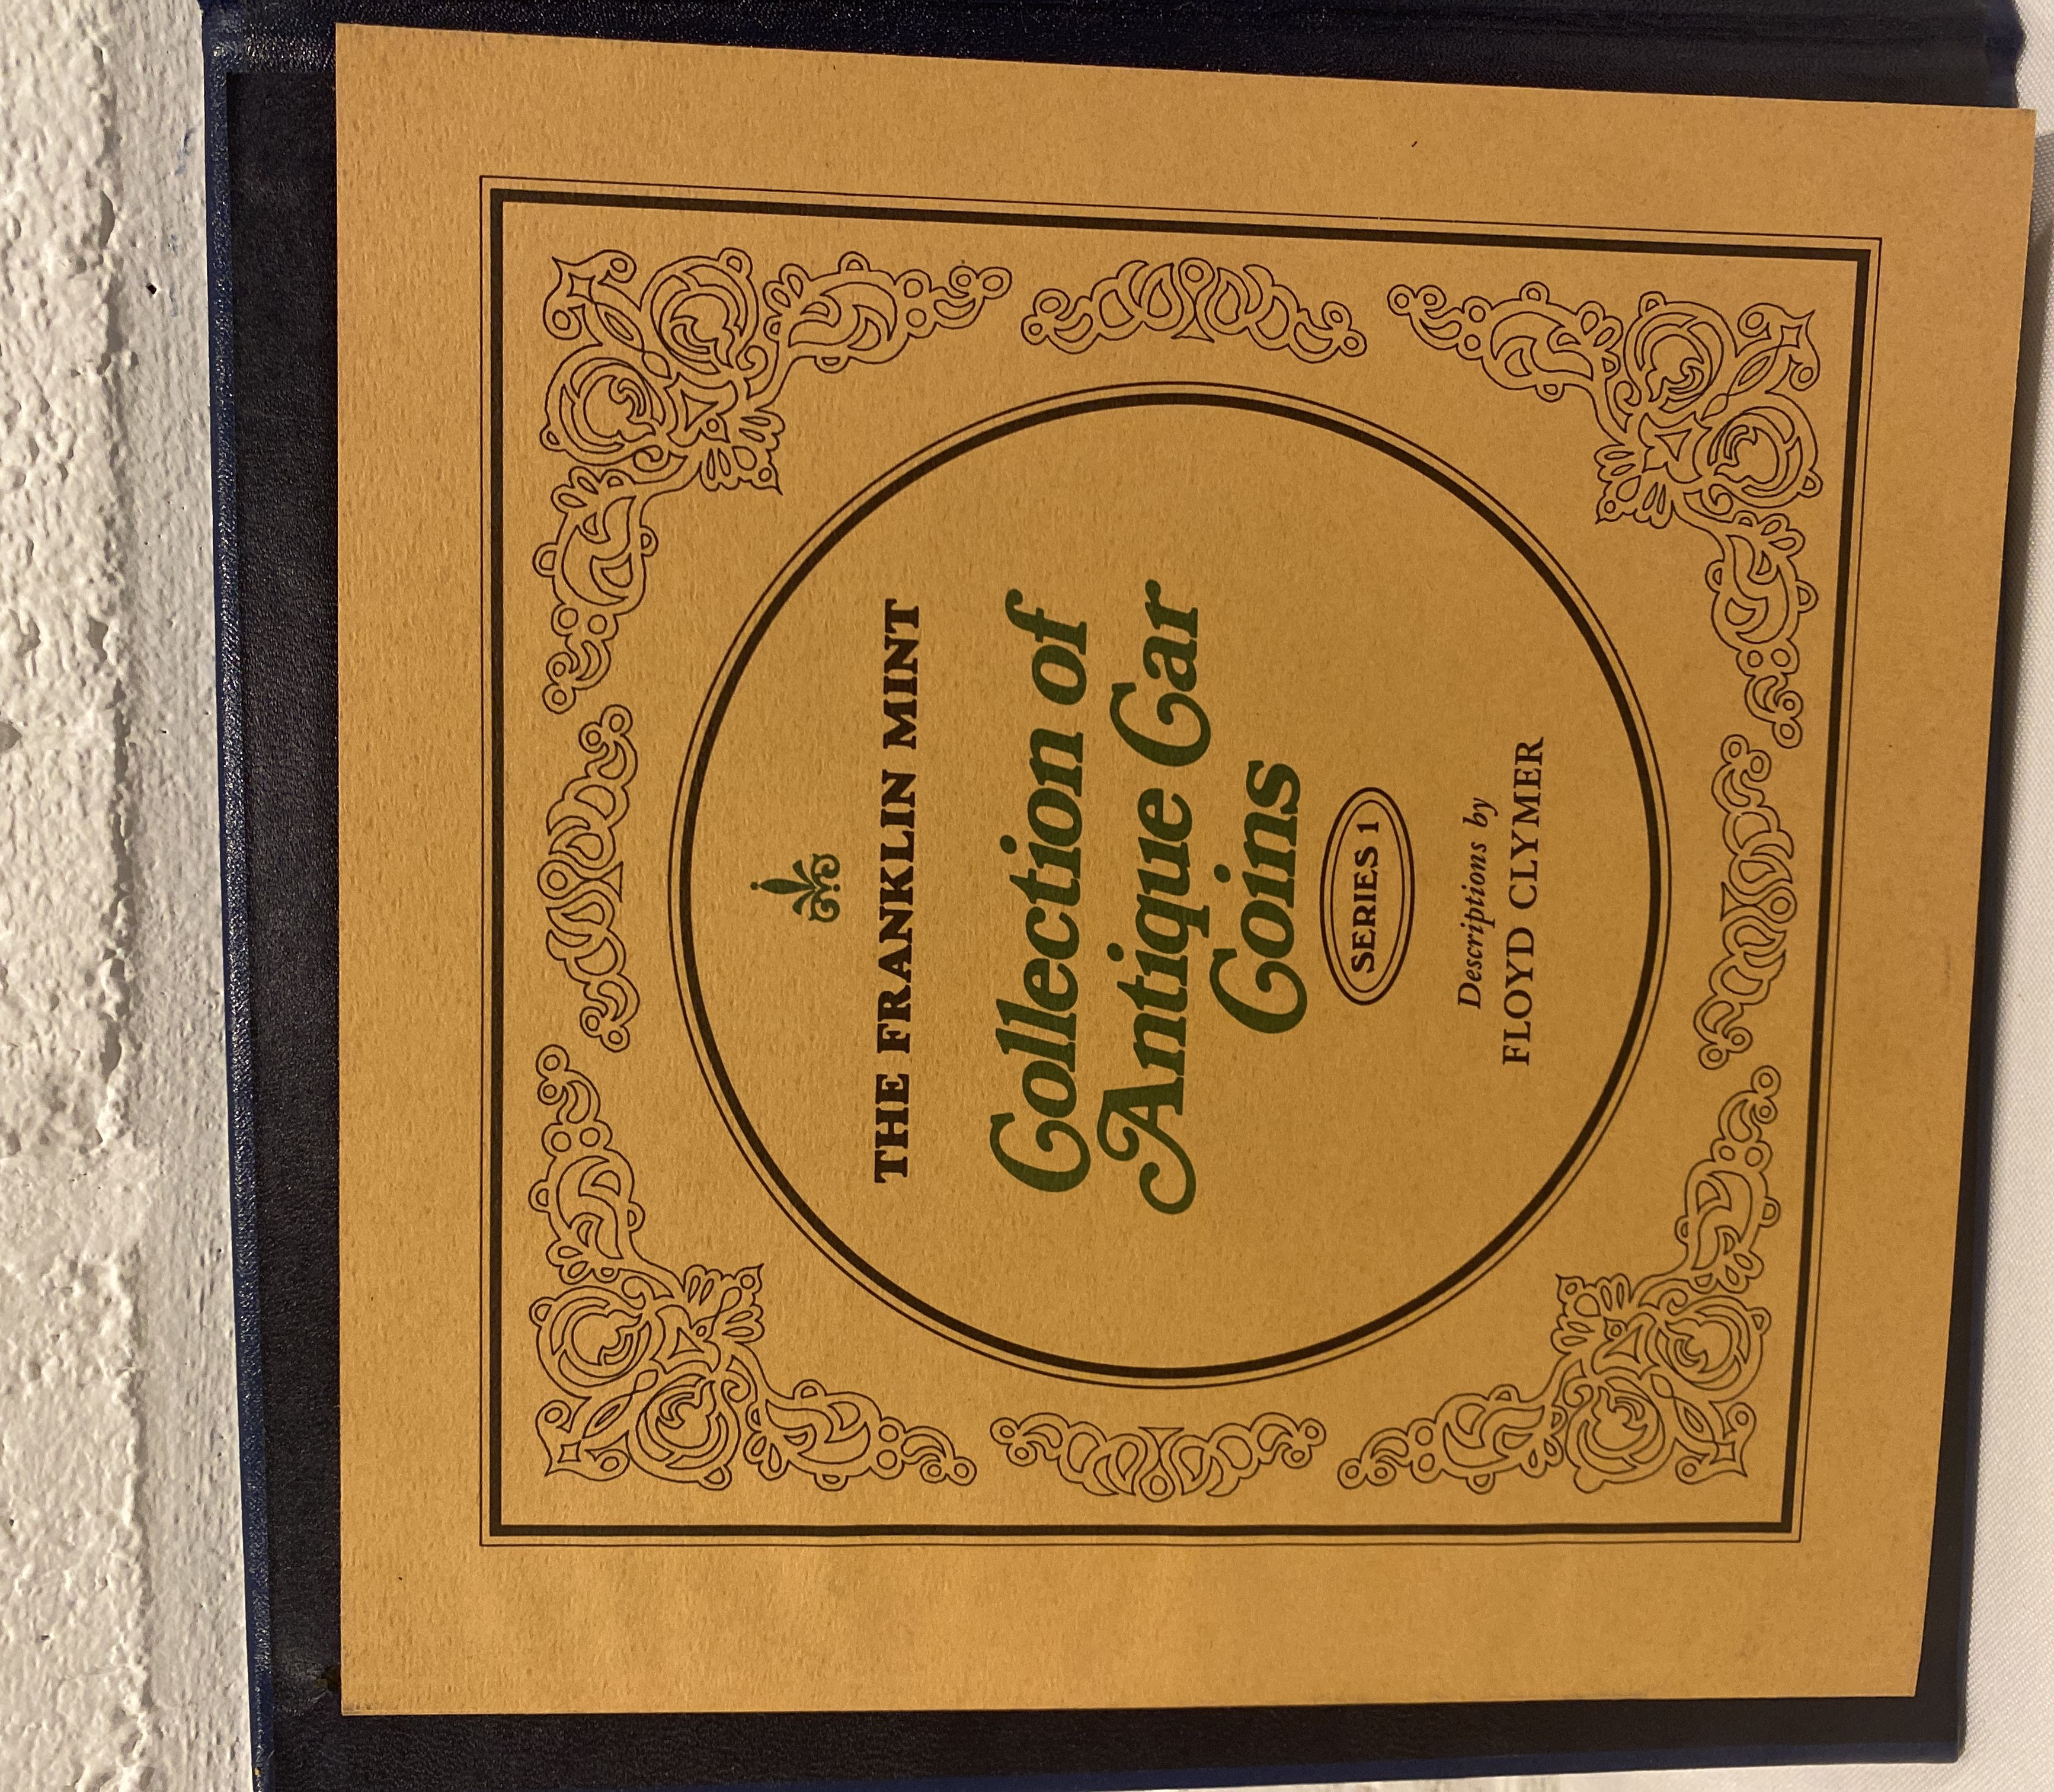 THE FRANKLIN MINT
Collection of
Antique Car
Coins
SERIES 1
Descriptions by
FLOYD CLYMER